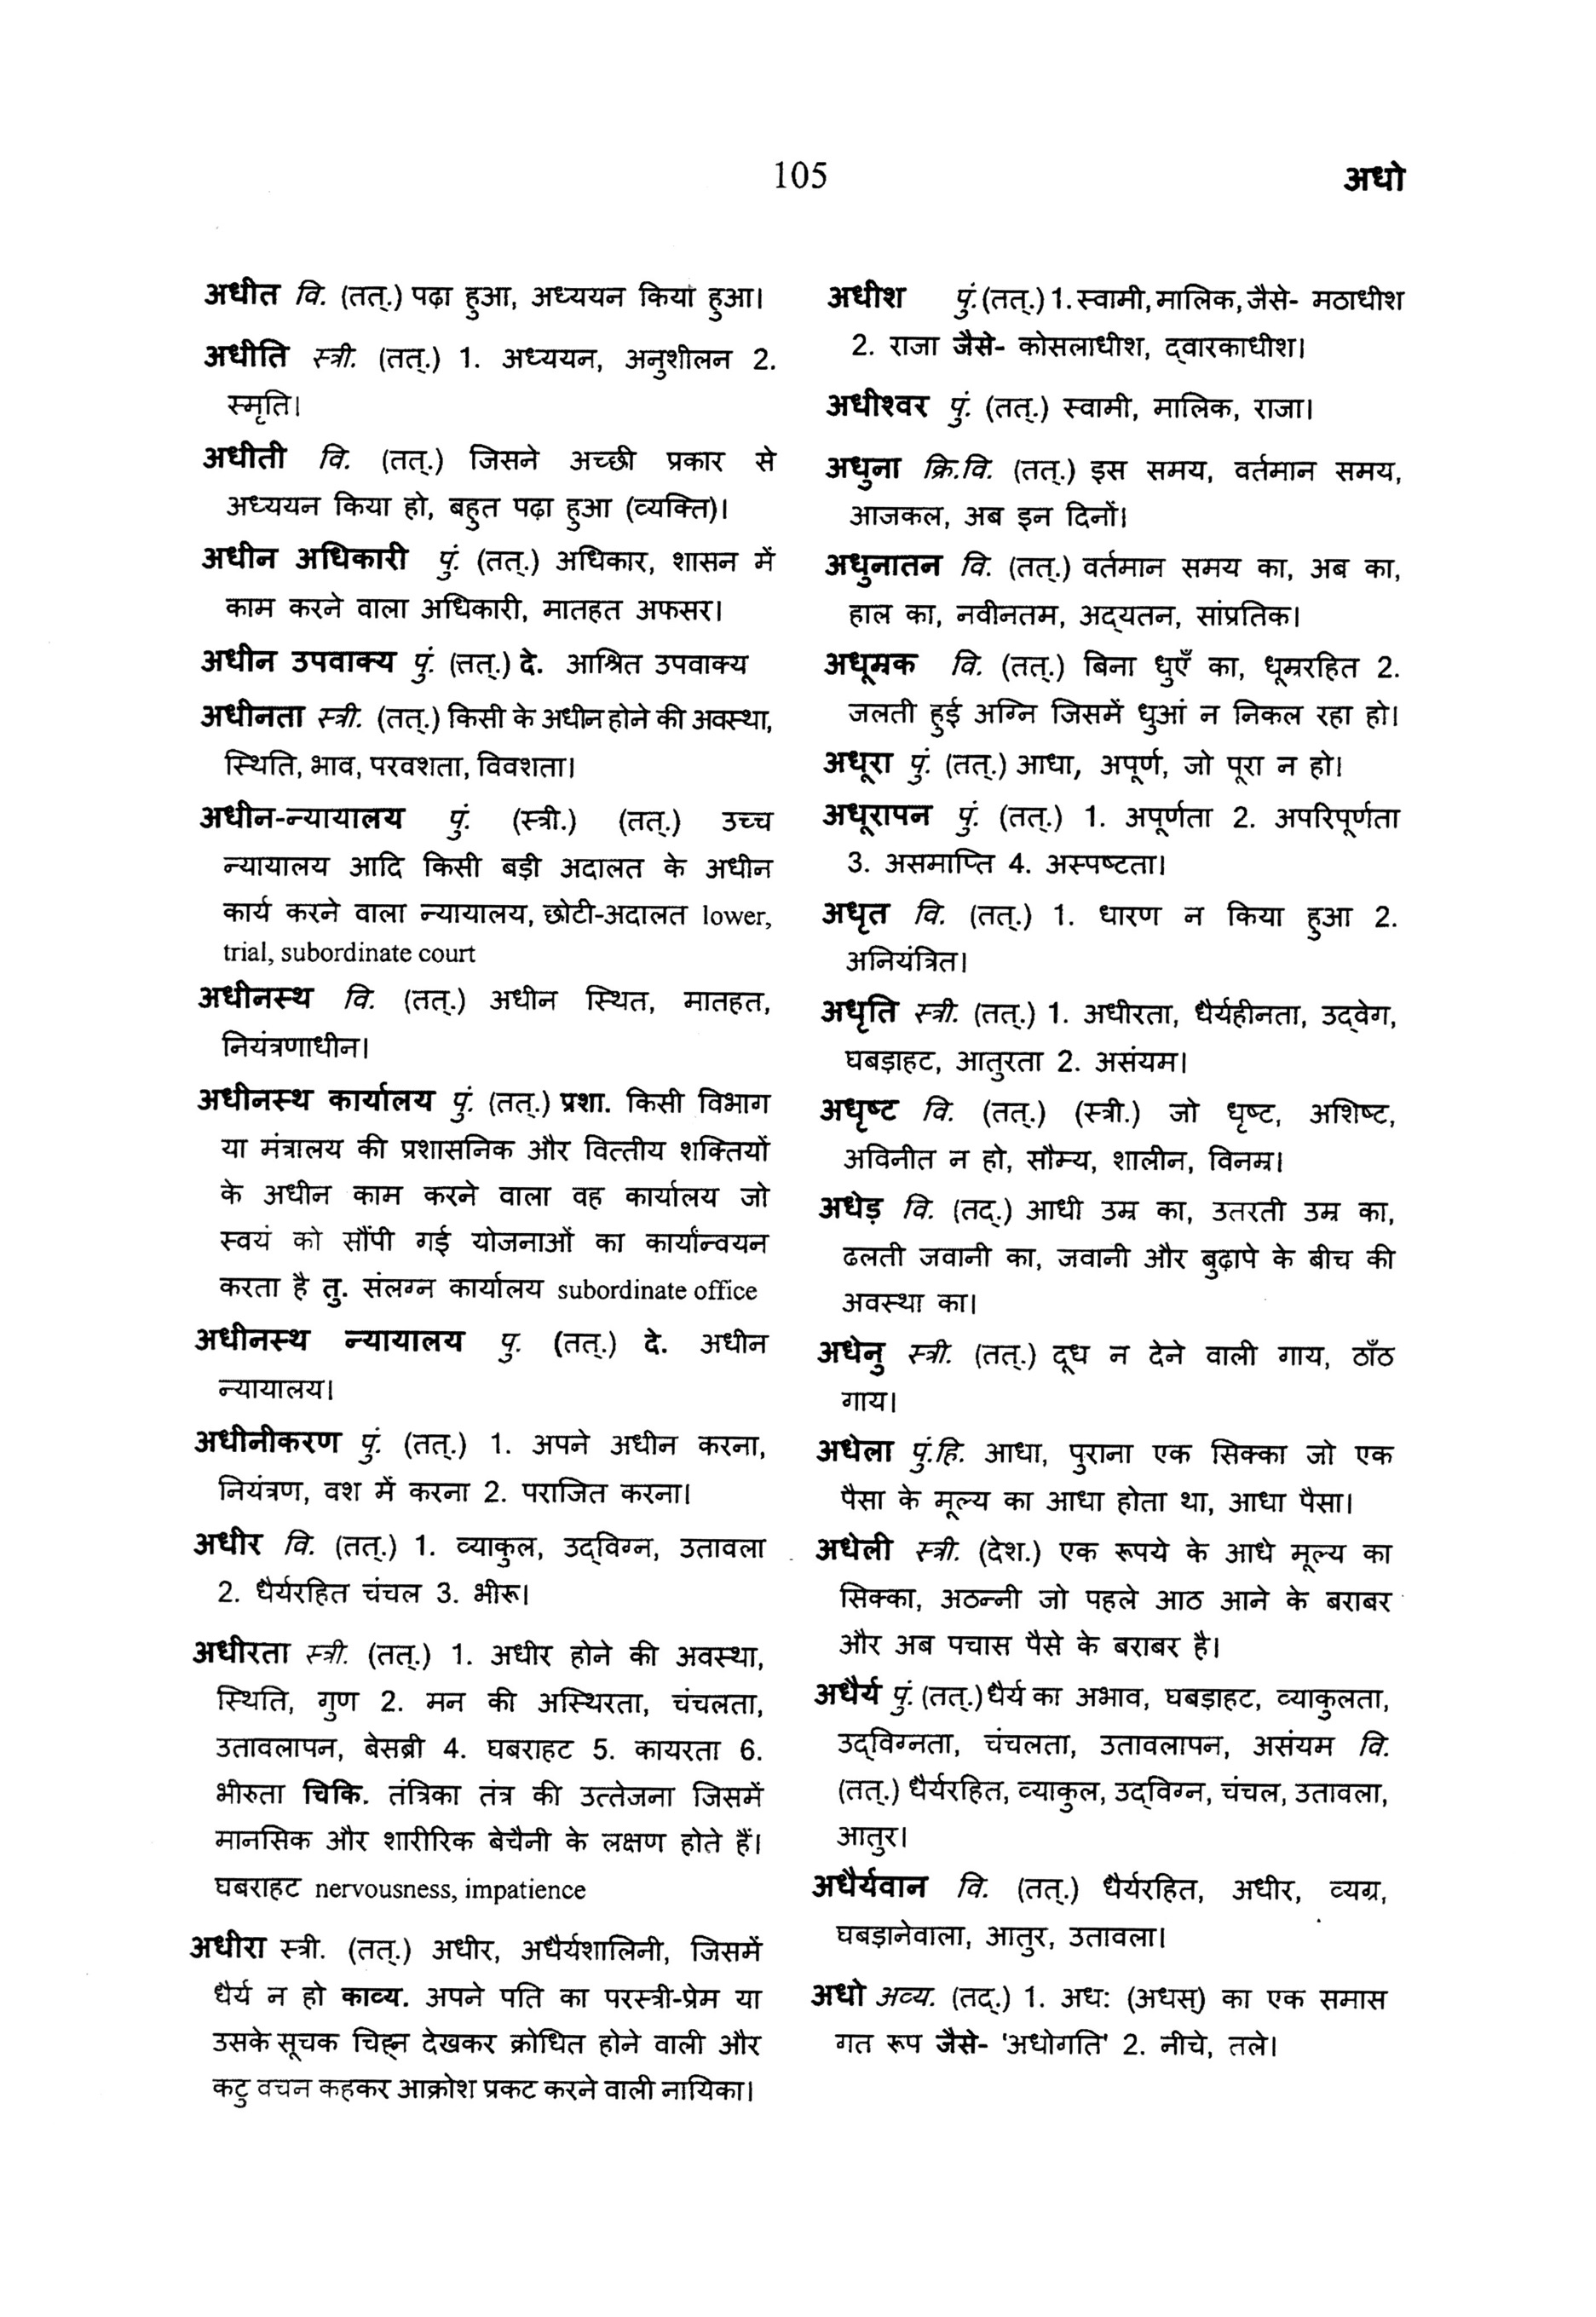 105
अधो
अधीत वि. (तत्.) पढ़ा हुआ, अध्ययन किया हुआ।
अधीति स्त्री. (तत्.) 1. अध्ययन, अनुशीलन 2.
स्मृति।
अधीती वि. (तत्.) जिसने अच्छी प्रकार से
अध्ययन किया हो, बहुत पढ़ा हुआ (व्यक्ति)।
अधीन अधिकारी पुं. (तत्.) अधिकार, शासन में
काम करने वाला अधिकारी, मातहत अफसर।
अधीन उपवाक्य पुं. (तत्.) दे. आश्रित उपवाक्य
अधीनता स्त्री. (तत्.) किसी के अधीन होने की अवस्था,
स्थिति, भाव, परवशता, विवशता।
अधीन-न्यायालय पुं. (स्त्री.) (तत्.) उच्च
न्यायालय आदि किसी बड़ी अदालत के अधीन
कार्य करने वाला न्यायालय, छोटी-अदालत lower,
trial, subordinate court
अधीनस्थ वि. (तत्.) अधीन स्थित, मातहत,
नियंत्रणाधीन।
अधीनस्थ कार्यालय पुं. (तत्.) प्रशा. किसी विभाग
या मंत्रालय की प्रशासनिक और वित्तीय शक्तियों
के अधीन काम करने वाला वह कार्यालय जो
स्वयं को सौंपी गई योजनाओं का कार्यान्वयन
करता है तु. संलग्न कार्यालय subordinate office
अधीनस्थ न्यायालय पु. (तत्.) दे. अधीन
न्यायालय।
अधीनीकरण पुं. (तत्.) 1. अपने अधीन करना,
नियंत्रण, वश में करना 2. पराजित करना।
अधीर वि. (तत्.) 1. व्याकुल, उद्‌विग्न, उतावला
2. धैर्यरहित चंचल 3. भीरू।
अधीरता स्त्री. (तत्.) 1. अधीर होने की अवस्था,
स्थिति, गुण 2. मन की अस्थिरता, चंचलता,
उतावलापन, बेसब्री 4. घबराहट 5. कायरता 6.
भीरुता चिकि. तंत्रिका तंत्र की उत्तेजना जिसमें
मानसिक और शारीरिक बेचैनी के लक्षण होते हैं।
घबराहट nervousness, impatience
अधीरा स्त्री. (तत्.) अधीर, अधैर्यशालिनी, जिसमें
धैर्य न हो काव्य. अपने पति का परस्त्री-प्रेम या
उसके सूचक चिह्न देखकर क्रोधित होने वाली और
कटु वचन कहकर आक्रोश प्रकट करने वाली नायिका।
अधीश पुं. (तत्.) 1. स्वामी, मालिक, जैसे- मठाधीश
2. राजा जैसे- कोसलाधीश, द्‌वारकाधीश।
अधीश्वर पुं. (तत्.) स्वामी, मालिक, राजा।
अधुना क्रि.वि. (तत्.) इस समय, वर्तमान समय,
आजकल, अब इन दिनों।
अधुनातन वि. (तत्.) वर्तमान समय का, अब का,
हाल का, नवीनतम, अद्‌यतन, सांप्रतिक।
अधूम्रक वि. (तत्.) बिना धुएँ का, धूम्ररहित 2.
जलती हुई अग्नि जिसमें धुआं न निकल रहा हो।
अधूरा पुं. (तत्.) आधा, अपूर्ण, जो पूरा न हो।
अधूरापन पुं. (तत्.) 1. अपूर्णता 2. अपरिपूर्णता
3. असमाप्ति 4. अस्पष्टता।
अधृत वि. (तत्.) 1. धारण न किया हुआ 2.
अनियंत्रित।
अधृति स्त्री. (तत्.) 1. अधीरता, धैर्यहीनता, उद्‌वेग,
घबड़ाहट, आतुरता 2. असंयम।
अधृष्ट वि. (तत्.) (स्त्री.) जो धृष्ट, अशिष्ट,
अविनीत न हो, सौम्य, शालीन, विनम्र।
अधेड़ वि. (तद्.) आधी उम्र का, उतरती उम्र का,
ढलती जवानी का, जवानी और बुढ़ापे के बीच की
अवस्था का।
अधेनु स्त्री. (तत्.) दूध न देने वाली गाय, ठाँठ
गाय।
अधेला पुं.हि. आधा, पुराना एक सिक्का जो एक
पैसा के मूल्य का आधा होता था, आधा पैसा।
अधेली स्त्री. (देश.) एक रूपये के आधे मूल्य का
सिक्का, अठन्नी जो पहले आठ आने के बराबर
और अब पचास पैसे के बराबर है।
अधैर्य पुं. (तत्.) धैर्य का अभाव, घबड़ाहट, व्याकुलता,
उद्‌विग्नता, चंचलता, उतावलापन, असंयम वि.
(तत्.) धैर्यरहित, व्याकुल, उद्‌विग्न, चंचल, उतावला,
आतुर।
अधैर्यवान वि. (तत्.) धैर्यरहित, अधीर, व्यग्र,
घबड़ानेवाला, आतुर, उतावला।
अधो अव्य. (तद्.) 1. अध: (अधस्) का एक समास
गत रूप जैसे- 'अधोगति' 2. नीचे, तले।